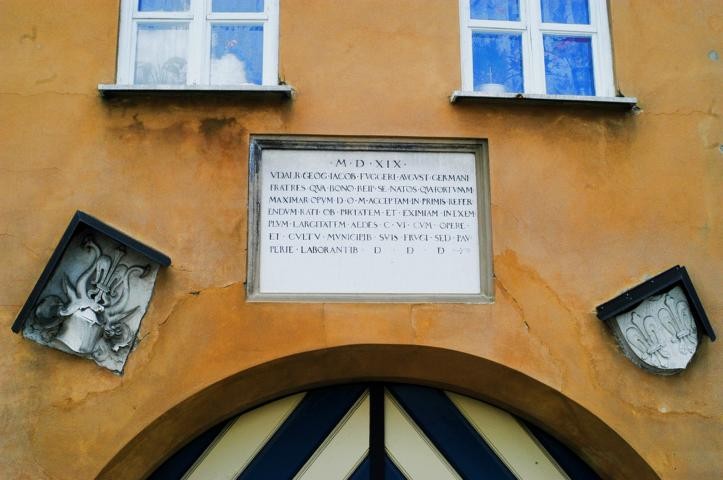 · M · D · XIX ·
VDALR · GEOG · IACOB · FVGGERI · AVGVST · GERMANI
FRATRES · QVA · BONO · REIP · SE · NATOS · QVA FORTVNAM
MAXIMAR · OPVM · D · O · M · ACCEPTAM · IN PRIMIS · REFER
ENDVM · RATI · OB · PIETATEM · ET · EXIMIAM · IN EXEM
PLVM · LARGITATEM · AEDES · C · VI · CVM · OPERE ·
ET · CVLTV · MVNICIPIB · SVIS · FRVGI · SED · PAV
PERIE · LABORANTIB · D · D · D